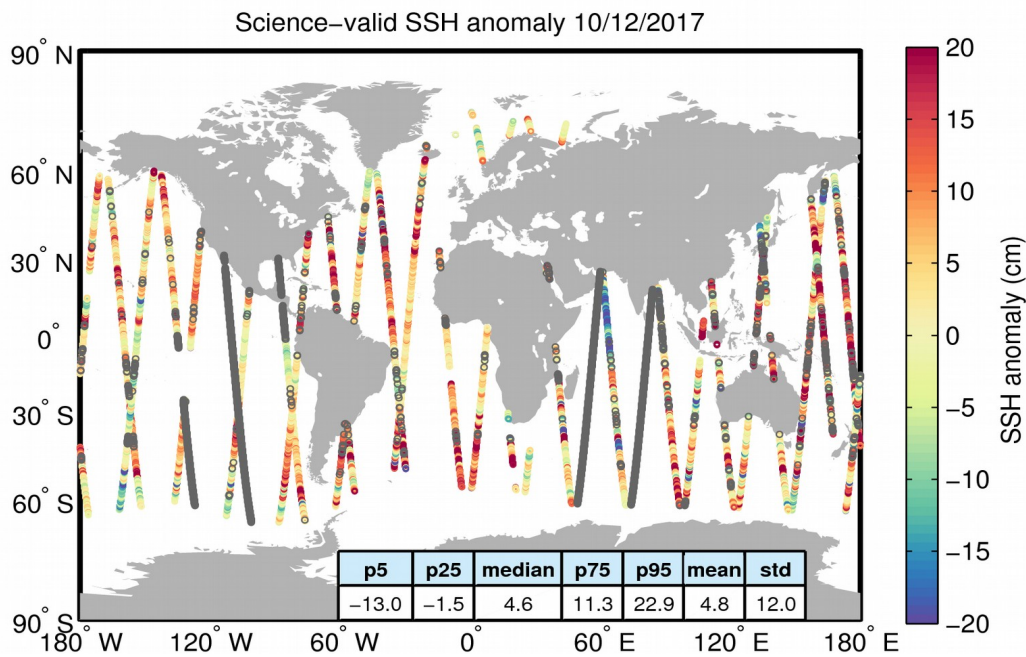 Science−valid SSH anomaly 10/12/2017
90° N
60° N
30° N
0°
30° S
60° S
90° S
180° W
120° W
60° W
0°
60° E
120° E
180° E
p5 p25 median p75 p95 mean std
−13.0 −1.5 4.6 11.3 22.9 4.8 12.0
20
15
10
5
0
−5
−10
−15
−20
SSH anomaly (cm)